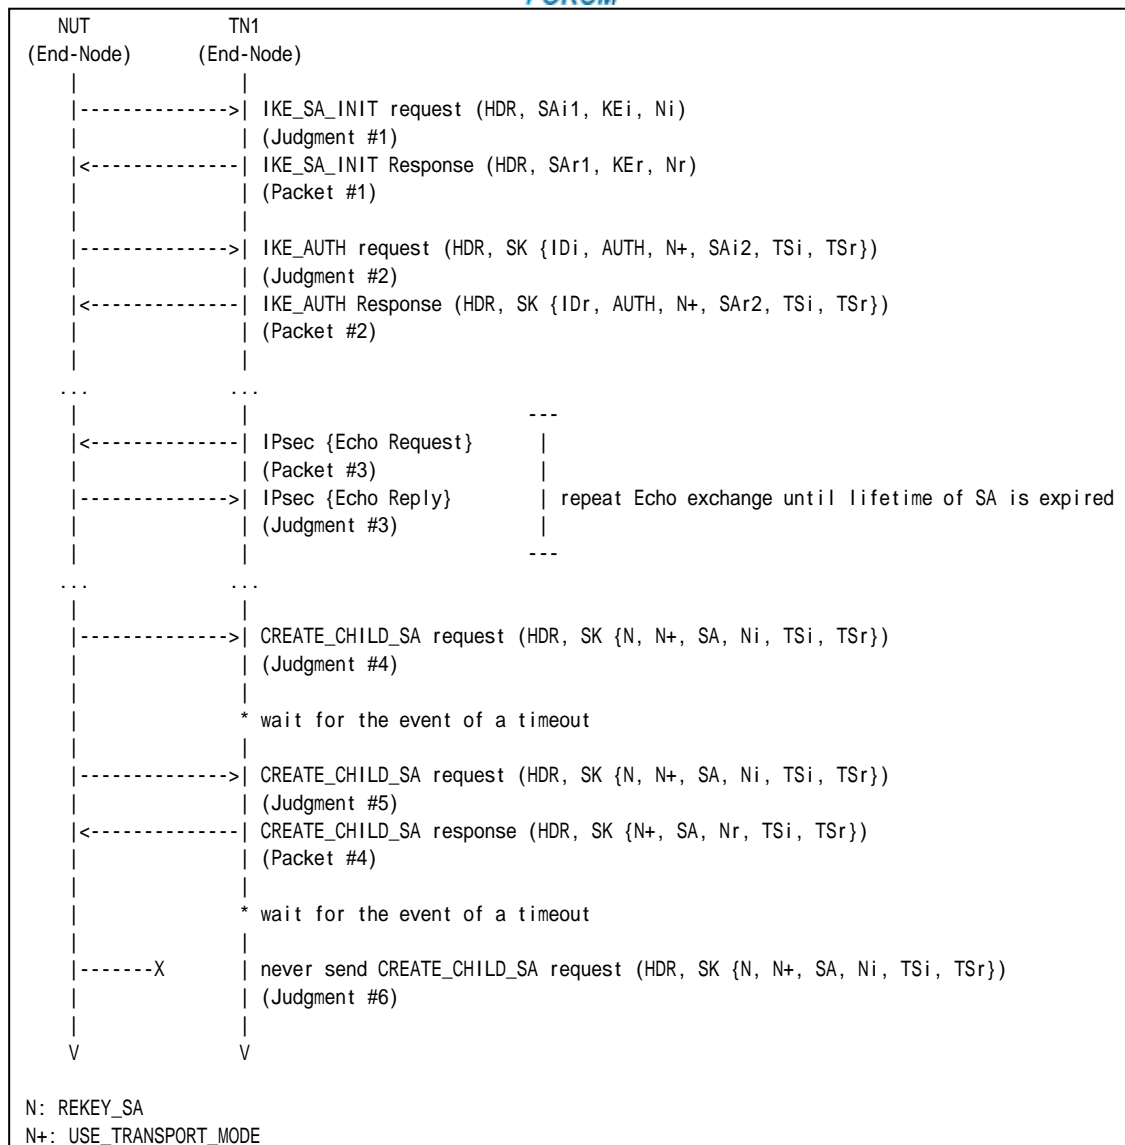 FORUM
NUT TN1
(End-Node) (End-Node)
| |
|-------------->| IKE_SA_INIT request (HDR, SAi1, KEi, Ni)
| | (Judgment #1)
|<--------------| IKE_SA_INIT Response (HDR, SAr1, KEr, Nr)
| | (Packet #1)
| |
|-------------->| IKE_AUTH request (HDR, SK {IDi, AUTH, N+, SAi2, TSi, TSr})
| | (Judgment #2)
|<--------------| IKE_AUTH Response (HDR, SK {IDr, AUTH, N+, SAr2, TSi, TSr})
| | (Packet #2)
| |
... ...
| | ---
|<--------------| IPsec {Echo Request} |
| | (Packet #3) |
|-------------->| IPsec {Echo Reply} | repeat Echo exchange until lifetime of SA is expired
| | (Judgment #3) |
| | ---
... ...
| |
|-------------->| CREATE_CHILD_SA request (HDR, SK {N, N+, SA, Ni, TSi, TSr})
| | (Judgment #4)
| |
| * wait for the event of a timeout
| |
|-------------->| CREATE_CHILD_SA request (HDR, SK {N, N+, SA, Ni, TSi, TSr})
| | (Judgment #5)
|<--------------| CREATE_CHILD_SA response (HDR, SK {N+, SA, Nr, TSi, TSr})
| | (Packet #4)
| |
| * wait for the event of a timeout
| |
|-------X | never send CREATE_CHILD_SA request (HDR, SK {N, N+, SA, Ni, TSi, TSr})
| | (Judgment #6)
| |
V V
N: REKEY_SA
N+: USE_TRANSPORT_MODE